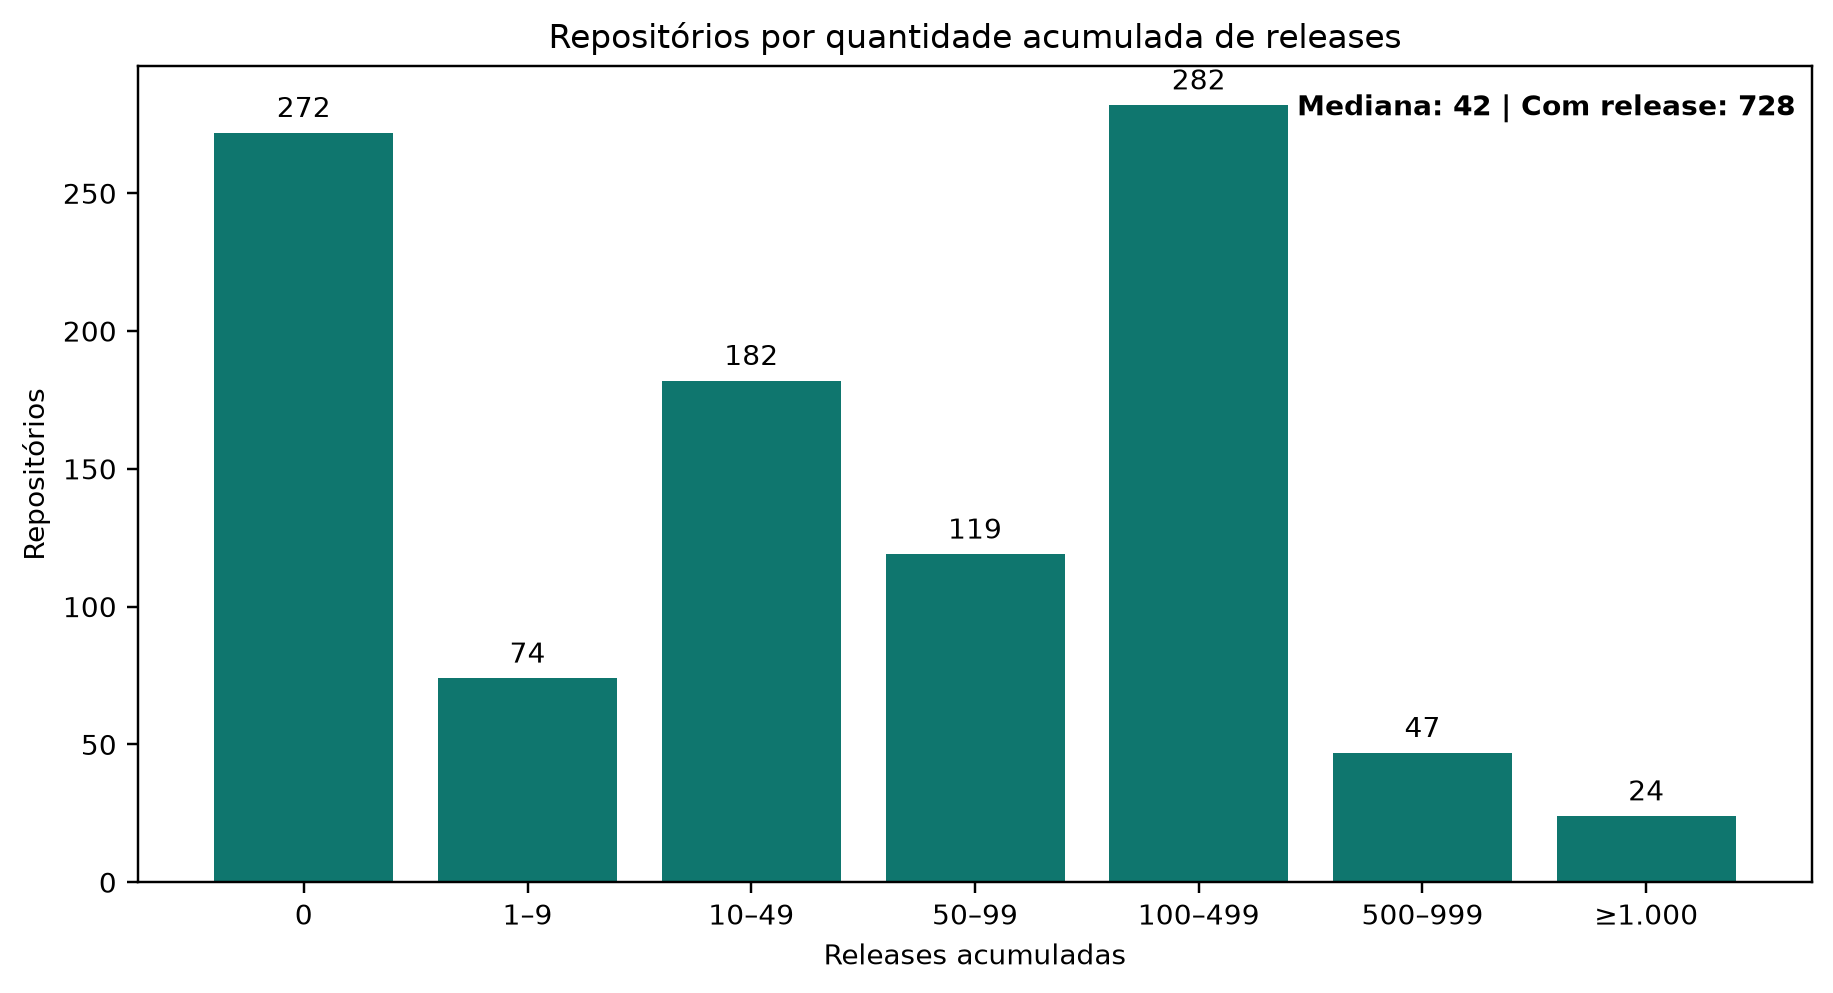 Repositórios por quantidade acumulada de releases
282
272
Mediana: 42 | Com release: 728
250
200
182
150
119
100
74
50
47
24
0
Repositórios
0 1–9 10–49 50–99 100–499 500–999 ≥1.000
Releases acumuladas